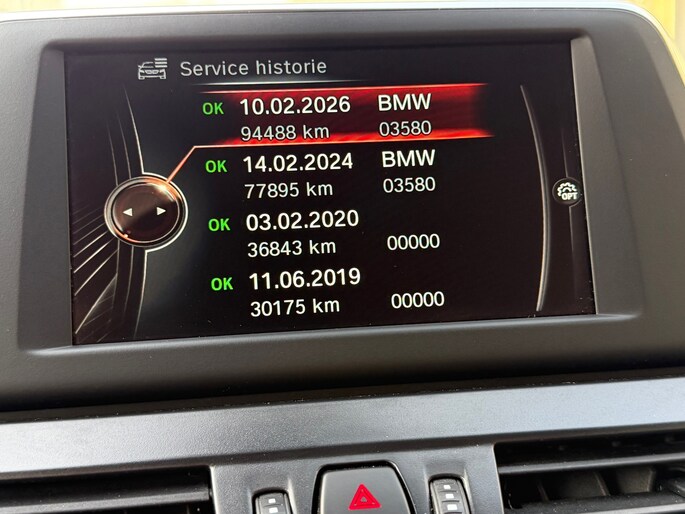 Service historie
OK 10.02.2026 BMW
94488 km 03580
OK 14.02.2024 BMW
77895 km 03580
OK 03.02.2020
36843 km 00000
OK 11.06.2019
30175 km 00000
OPT